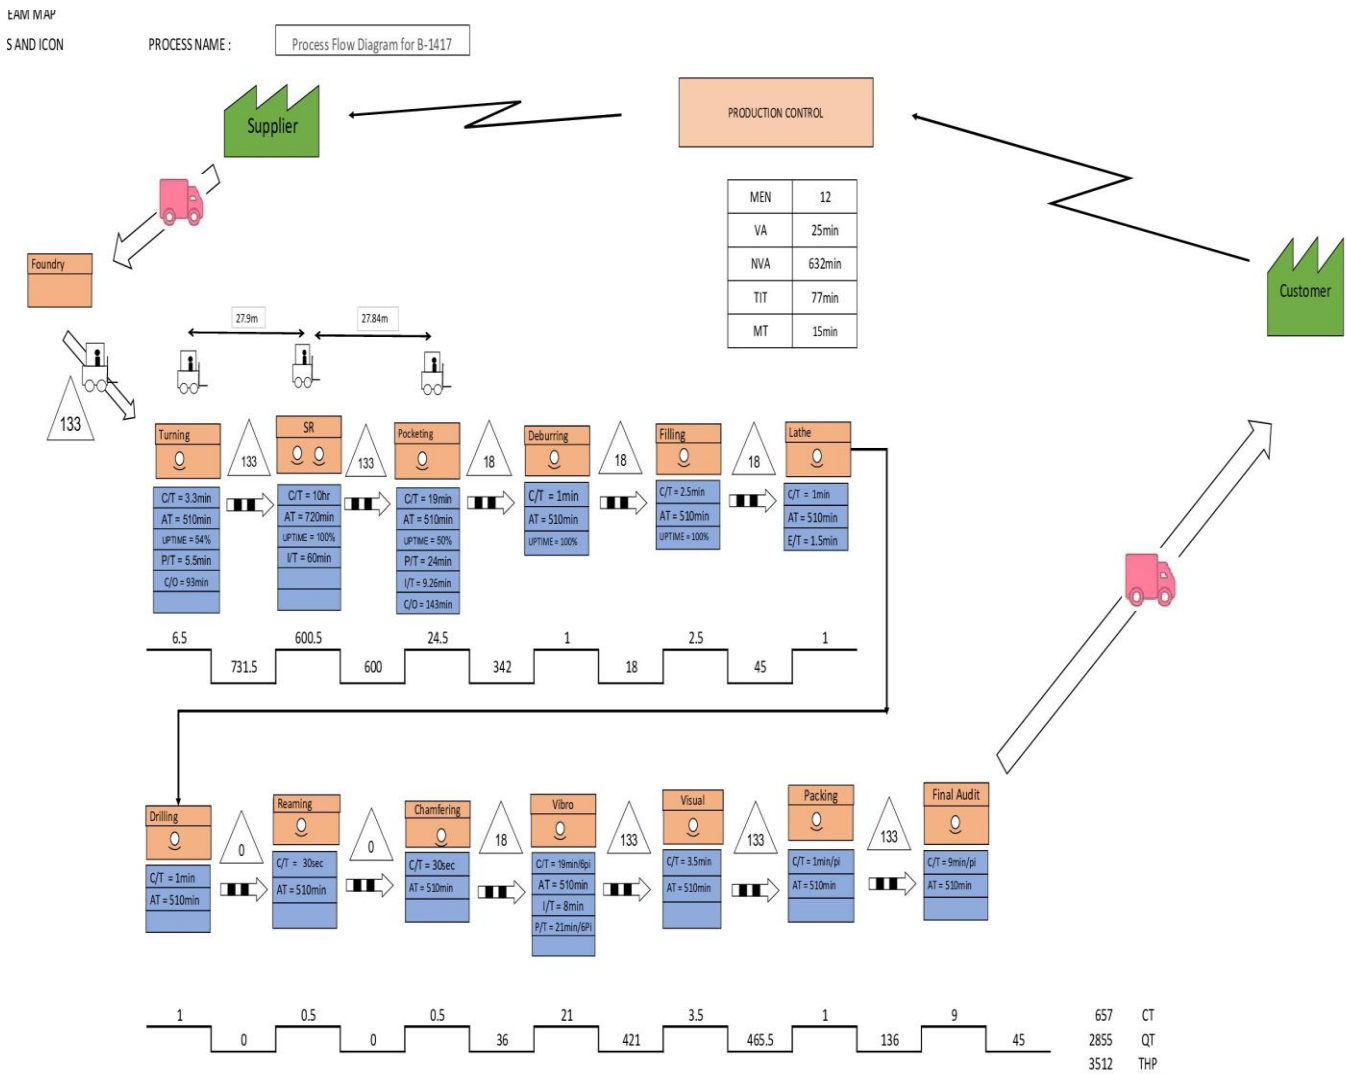 EAM MAP
S AND ICON
PROCESS NAME :
Process Flow Diagram for B-1417
Supplier
PRODUCTION CONTROL
MEN 12
VA 25min
NVA 632min
TIT 77min
MT 15min
Customer
Foundry
27.9m
27.84m
133
Turning
C/T = 3.3min
AT = 510min
UPTIME = 54%
P/T = 5.5min
C/O = 93min
133
SR
C/T = 10hr
AT = 720min
UPTIME = 100%
I/T = 60min
133
Pocketing
C/T = 19min
AT = 510min
UPTIME = 50%
P/T = 24min
I/T = 9.26min
C/O = 143min
18
Deburring
C/T = 1min
AT = 510min
UPTIME = 100%
18
Filling
C/T = 2.5min
AT = 510min
UPTIME = 100%
18
Lathe
C/T = 1min
AT = 510min
E/T = 1.5min
6.5 600.5 24.5 1 2.5 1
731.5 600 342 18 45
Drilling
C/T = 1min
AT = 510min
0
Reaming
C/T = 30sec
AT = 510min
0
Chamfering
C/T = 30sec
AT = 510min
18
Vibro
C/T = 19min/6pi
AT = 510min
I/T = 8min
P/T = 21min/6Pi
133
Visual
C/T = 3.5min
AT = 510min
133
Packing
C/T = 1min/pi
AT = 510min
133
Final Audit
C/T = 9min/pi
AT = 510min
1 0.5 0.5 21 3.5 1 9
0 0 36 421 465.5 136 45
657 CT
2855 QT
3512 THP